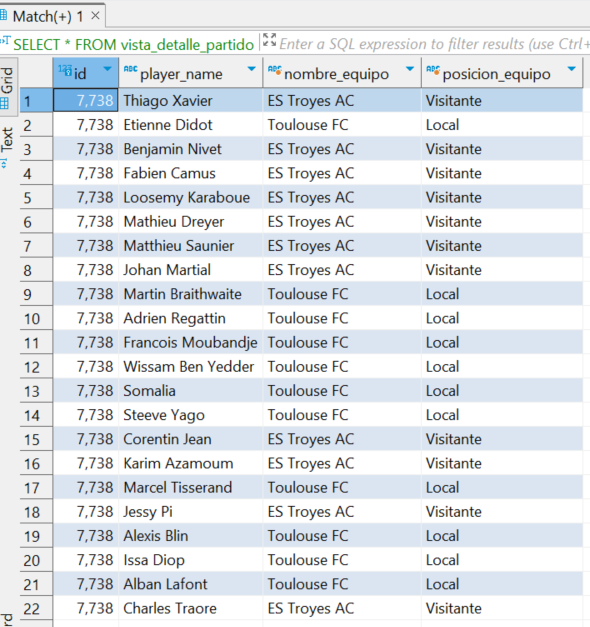 Match(+) 1
SELECT * FROM vista_detalle_partido Enter a SQL expression to filter results (use Ctrl+
Grid
Text
123 id ABC player_name ABC nombre_equipo ABC posicion_equipo
1 7,738 Thiago Xavier ES Troyes AC Visitante
2 7,738 Etienne Didot Toulouse FC Local
3 7,738 Benjamin Nivet ES Troyes AC Visitante
4 7,738 Fabien Camus ES Troyes AC Visitante
5 7,738 Loosemy Karaboue ES Troyes AC Visitante
6 7,738 Mathieu Dreyer ES Troyes AC Visitante
7 7,738 Matthieu Saunier ES Troyes AC Visitante
8 7,738 Johan Martial ES Troyes AC Visitante
9 7,738 Martin Braithwaite Toulouse FC Local
10 7,738 Adrien Regattin Toulouse FC Local
11 7,738 Francois Moubandje Toulouse FC Local
12 7,738 Wissam Ben Yedder Toulouse FC Local
13 7,738 Somalia Toulouse FC Local
14 7,738 Steeve Yago Toulouse FC Local
15 7,738 Corentin Jean ES Troyes AC Visitante
16 7,738 Karim Azamoum ES Troyes AC Visitante
17 7,738 Marcel Tisserand Toulouse FC Local
18 7,738 Jessy Pi ES Troyes AC Visitante
19 7,738 Alexis Blin Toulouse FC Local
20 7,738 Issa Diop Toulouse FC Local
21 7,738 Alban Lafont Toulouse FC Local
22 7,738 Charles Traore ES Troyes AC Visitante
rd